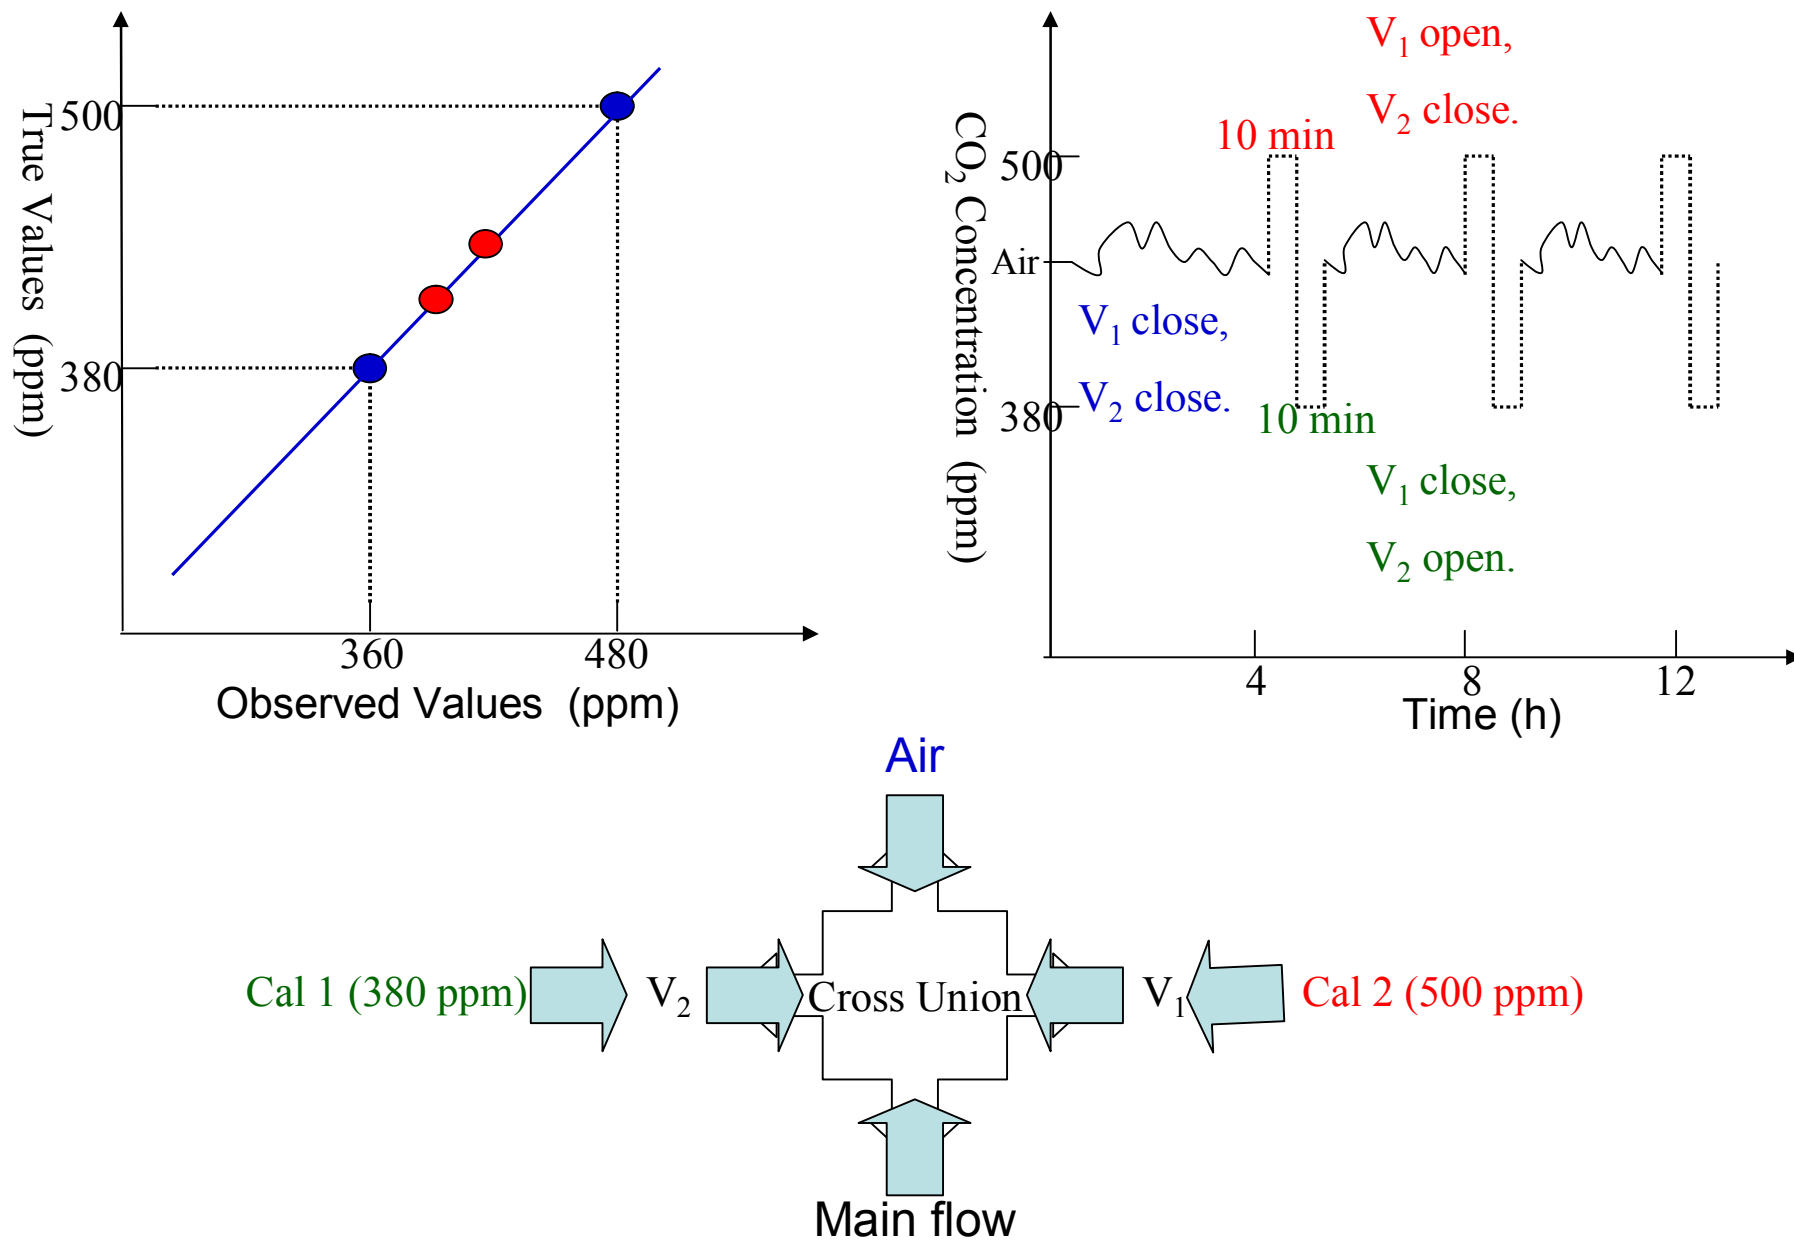 True Values (ppm)
500
380
360
480
Observed Values (ppm)
CO₂ Concentration (ppm)
500
Air
380
V₁ open,
V₂ close.
10 min
V₁ close,
V₂ close.
10 min
V₁ close,
V₂ open.
4
8
12
Time (h)
Air
Cal 1 (380 ppm)
V₂
Cross Union
V₁
Cal 2 (500 ppm)
Main flow